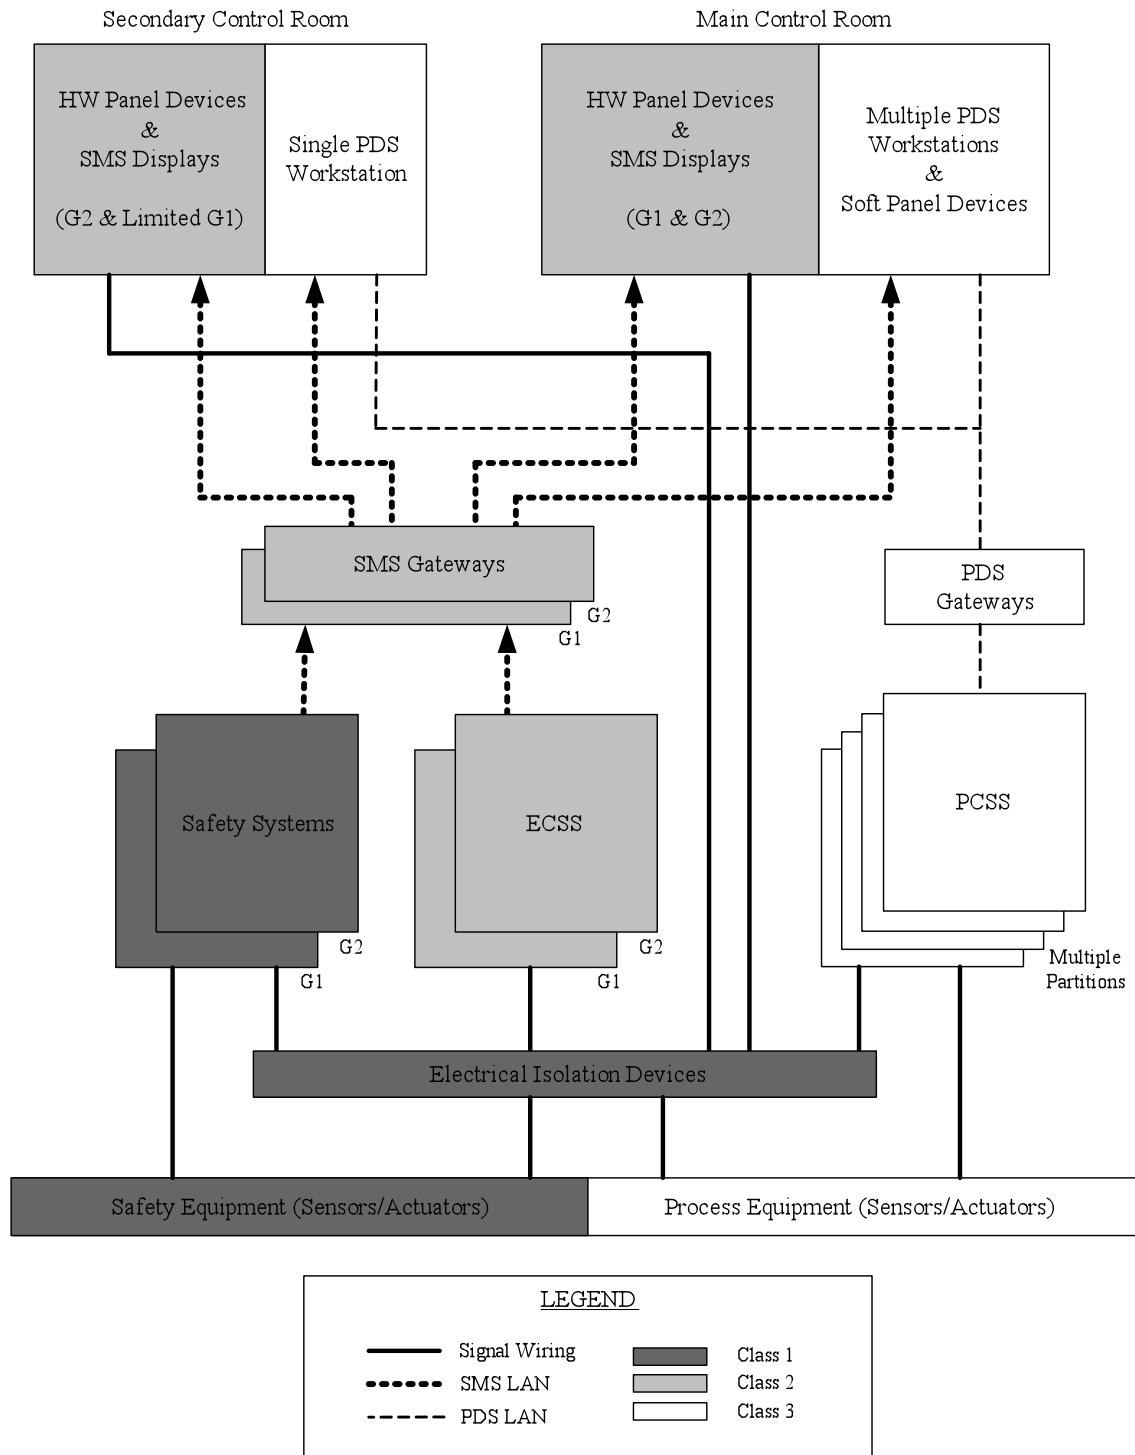 Secondary Control Room
Main Control Room
HW Panel Devices
&
SMS Displays
(G2 & Limited G1)
Single PDS
Workstation
HW Panel Devices
&
SMS Displays
(G1 & G2)
Multiple PDS
Workstations
&
Soft Panel Devices
SMS Gateways
G2
G1
PDS
Gateways
Safety Systems
G2
G1
ECSS
G2
G1
PCSS
Multiple
Partitions
Electrical Isolation Devices
Safety Equipment (Sensors/Actuators)
Process Equipment (Sensors/Actuators)
LEGEND
Signal Wiring
SMS LAN
PDS LAN
Class 1
Class 2
Class 3